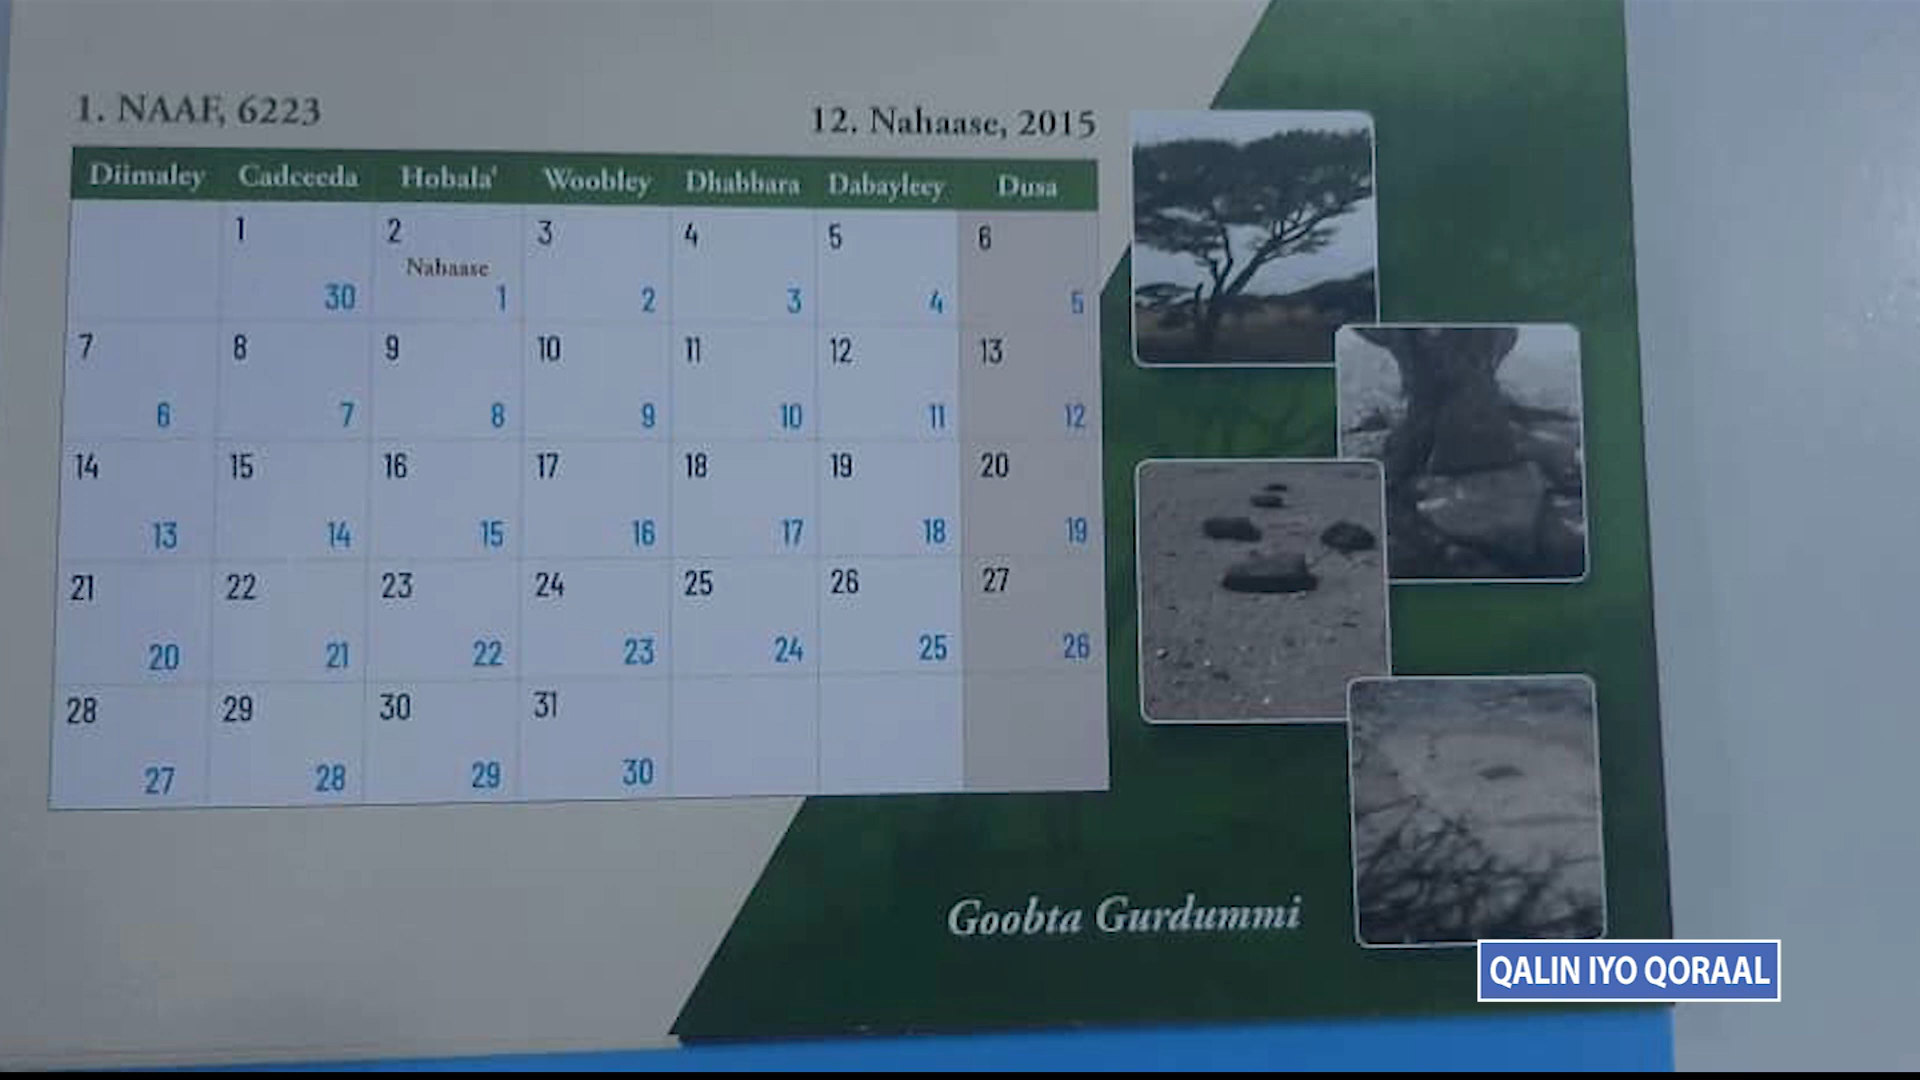 1. NAAF, 6223
12. Nahaase, 2015
Diimaley Cadceeda Hobala' Woobley Dhabbara Dabayleey Dusa
1 2 3 4 5 6
Nahaase
30 1 2 3 4 5
7 8 9 10 11 12 13
6 7 8 9 10 11 12
14 15 16 17 18 19 20
13 14 15 16 17 18 19
21 22 23 24 25 26 27
20 21 22 23 24 25 26
28 29 30 31
27 28 29 30
Goobta Gurdummi
QALIN IYO QORAAL